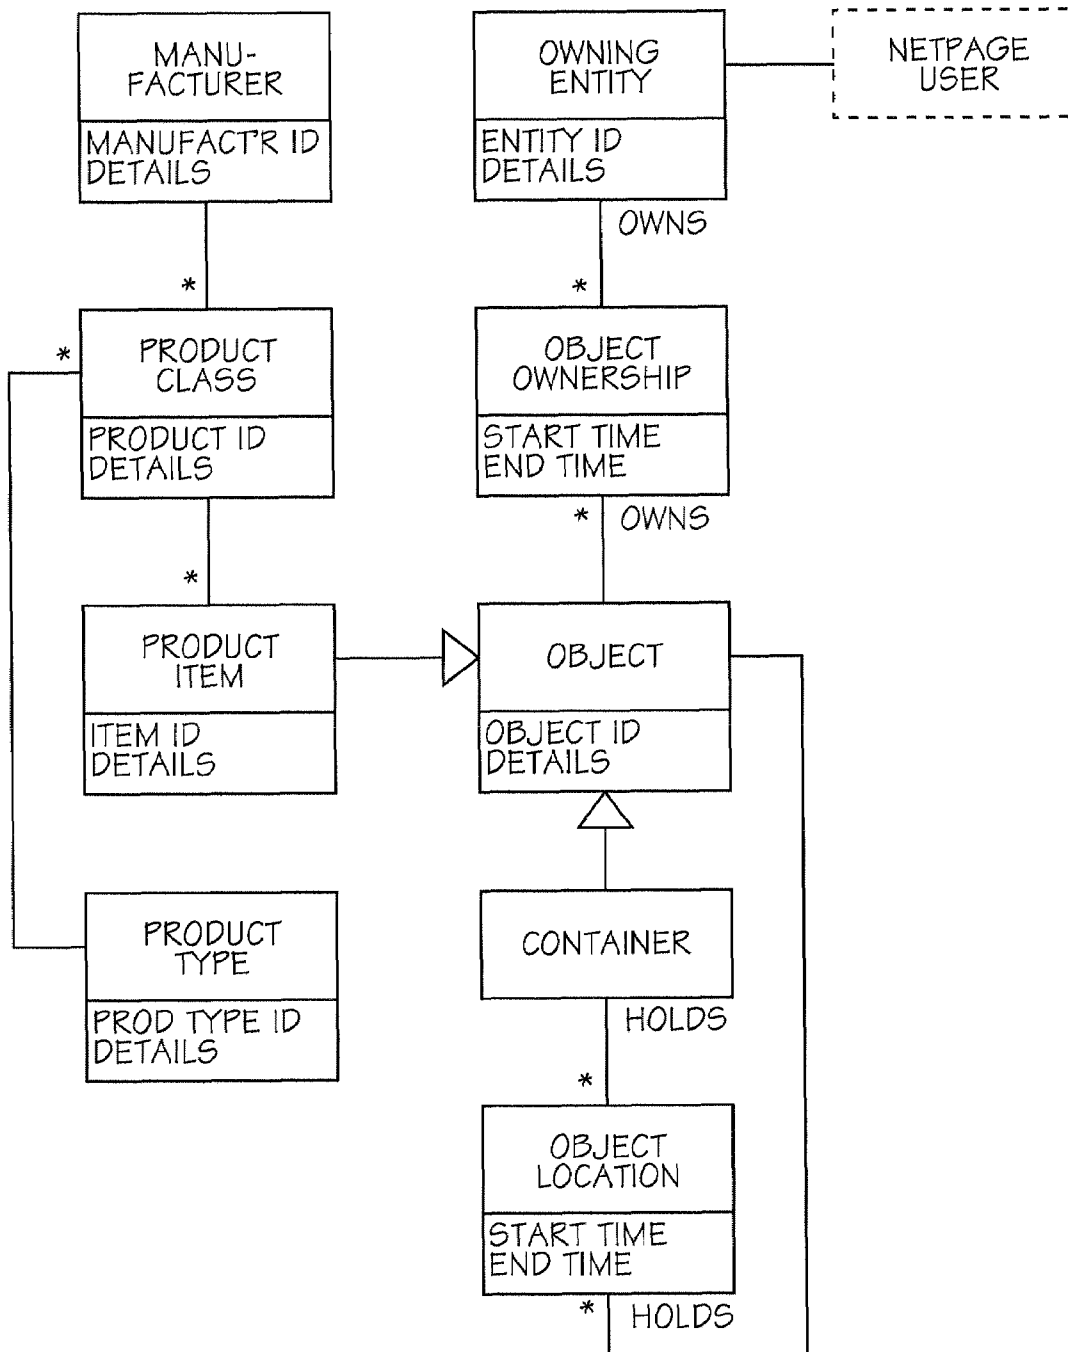 MANU-
FACTURER
MANUFACT'R ID
DETAILS
*
*
PRODUCT
CLASS
PRODUCT ID
DETAILS
*
PRODUCT
ITEM
ITEM ID
DETAILS
PRODUCT
TYPE
PROD TYPE ID
DETAILS
OWNING
ENTITY
ENTITY ID
DETAILS
OWNS
*
OBJECT
OWNERSHIP
START TIME
END TIME
* OWNS
OBJECT
OBJECT ID
DETAILS
CONTAINER
HOLDS
*
OBJECT
LOCATION
START TIME
END TIME
* HOLDS
NETPAGE
USER